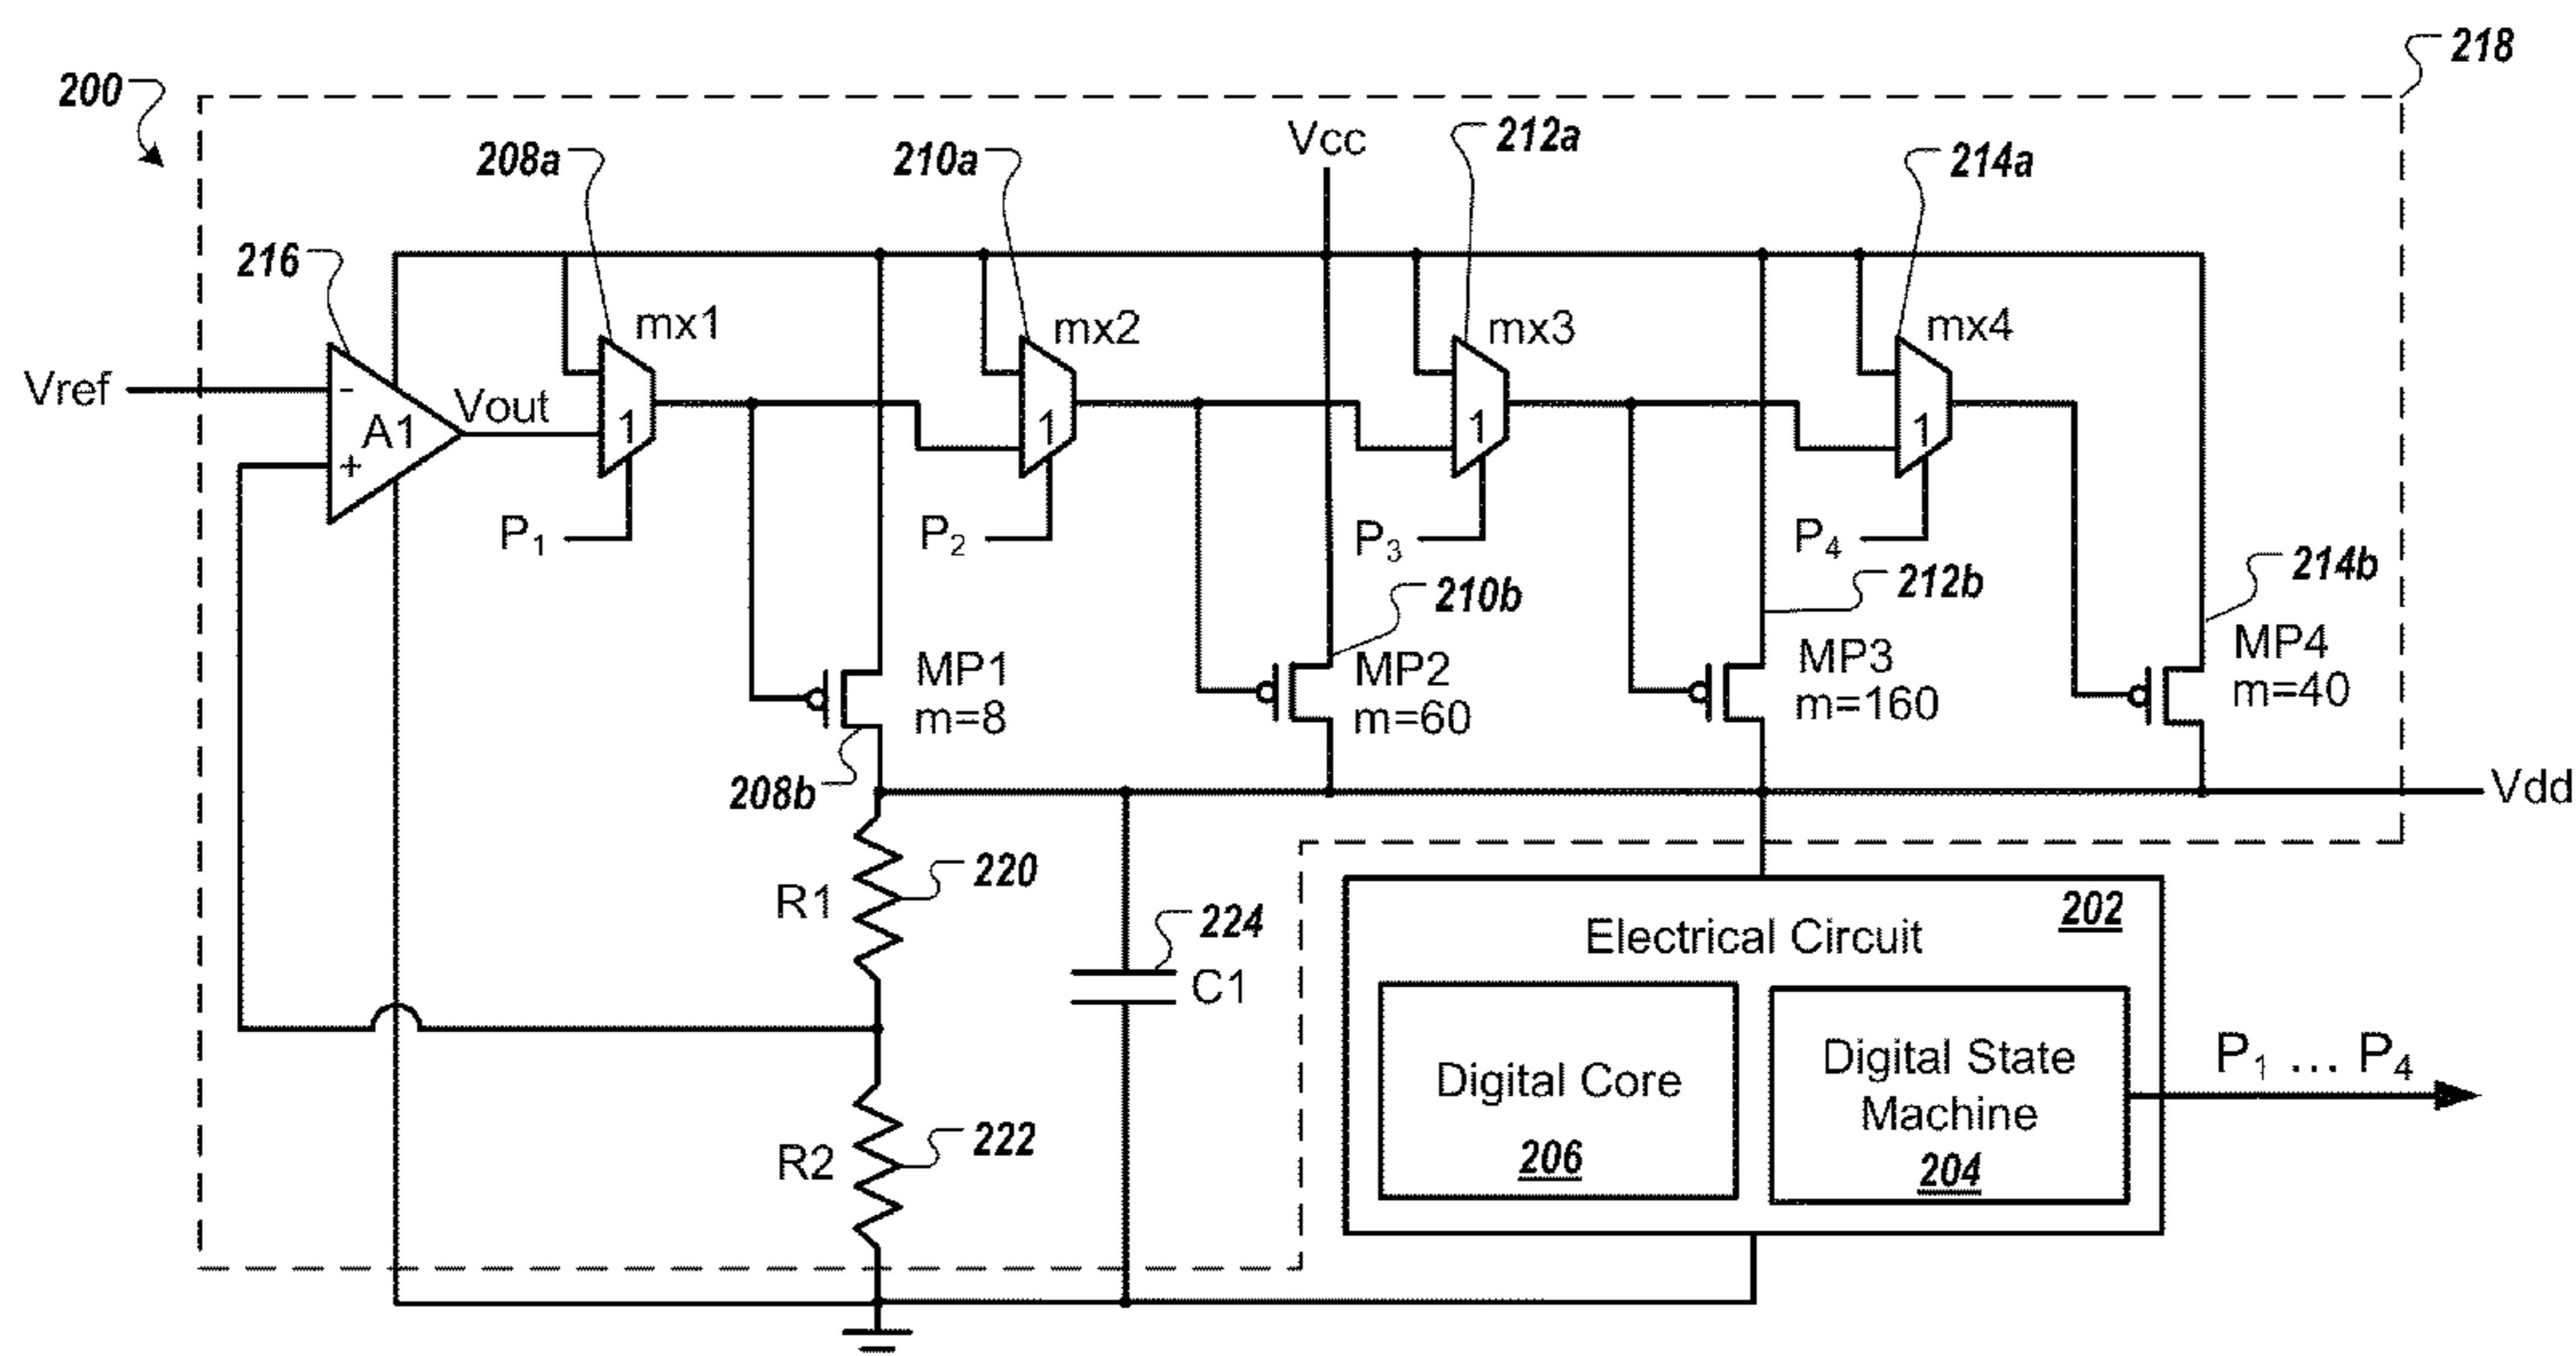 218
200
Vcc
212a
208a
210a
214a
216
mx1
mx2
mx3
mx4
Vref
-
A1
+
Vout
1
1
1
1
P1
P2
P3
P4
210b
212b
214b
MP1
m=8
MP2
m=60
MP3
m=160
MP4
m=40
208b
Vdd
R1
220
224
C1
202
Electrical Circuit
Digital Core
206
Digital State
Machine
204
P1 ... P4
R2
222